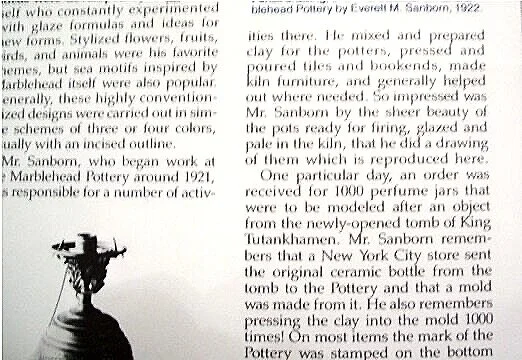 self who constantly experimented
with glaze formulas and ideas for
new forms. Stylized flowers, fruits,
birds, and animals were his favorite
themes, but sea motifs inspired by
Marblehead itself were also popular.
Generally, these highly convention-
ized designs were carried out in sim-
e schemes of three or four colors,
ually with an incised outline.
Mr. Sanborn, who began work at
e Marblehead Pottery around 1921,
s responsible for a number of activ-
blehead Pottery by Everett M. Sanborn, 1922.
ities there. He mixed and prepared
clay for the potters, pressed and
poured tiles and bookends, made
kiln furniture, and generally helped
out where needed. So impressed was
Mr. Sanborn by the sheer beauty of
the pots ready for firing, glazed and
pale in the kiln, that he did a drawing
of them which is reproduced here.
One particular day, an order was
received for 1000 perfume jars that
were to be modeled after an object
from the newly-opened tomb of King
Tutankhamen. Mr. Sanborn remem-
bers that a New York City store sent
the original ceramic bottle from the
tomb to the Pottery and that a mold
was made from it. He also remembers
pressing the clay into the mold 1000
times! On most items the mark of the
Pottery was stamped on the bottom